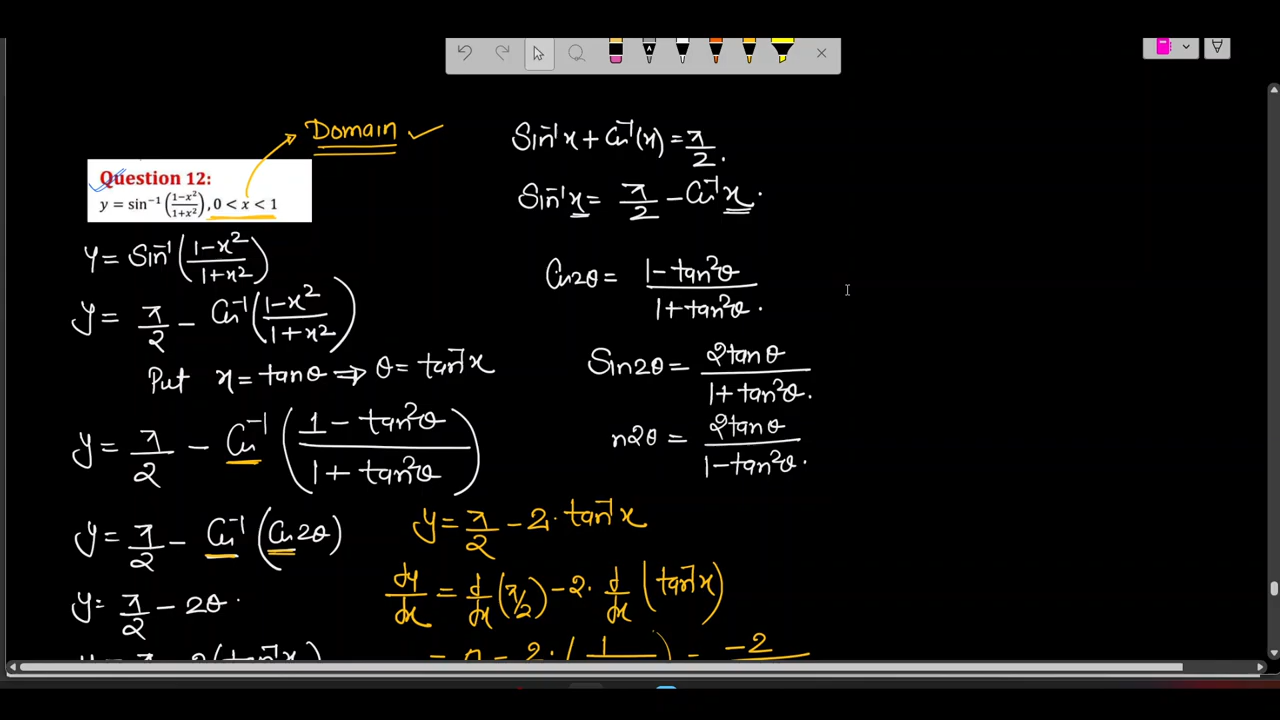 Domain ✓
Question 12:
y = sin⁻¹ ((1−x²)/(1+x²)), 0 < x < 1
y = Sin⁻¹ ((1−x²)/(1+x²))
y = π/2 − Cos⁻¹ ((1−x²)/(1+x²))
Put x = tanθ ⇒ θ = tan⁻¹x
y = π/2 − Cos⁻¹ ((1 − tan²θ)/(1 + tan²θ))
y = π/2 − Cos⁻¹ (Cos2θ)
y = π/2 − 2θ.
Sin⁻¹x + Cos⁻¹(x) = π/2.
Sin⁻¹x = π/2 − Cos⁻¹x.
Cos2θ = (1 − tan²θ)/(1 + tan²θ).
Sin2θ = (2tanθ)/(1 + tan²θ).
n2θ = (2tanθ)/(1 − tan²θ).
y = π/2 − 2. tan⁻¹x
dy/dx = d/dx (π/2) − 2. d/dx (tan⁻¹x)